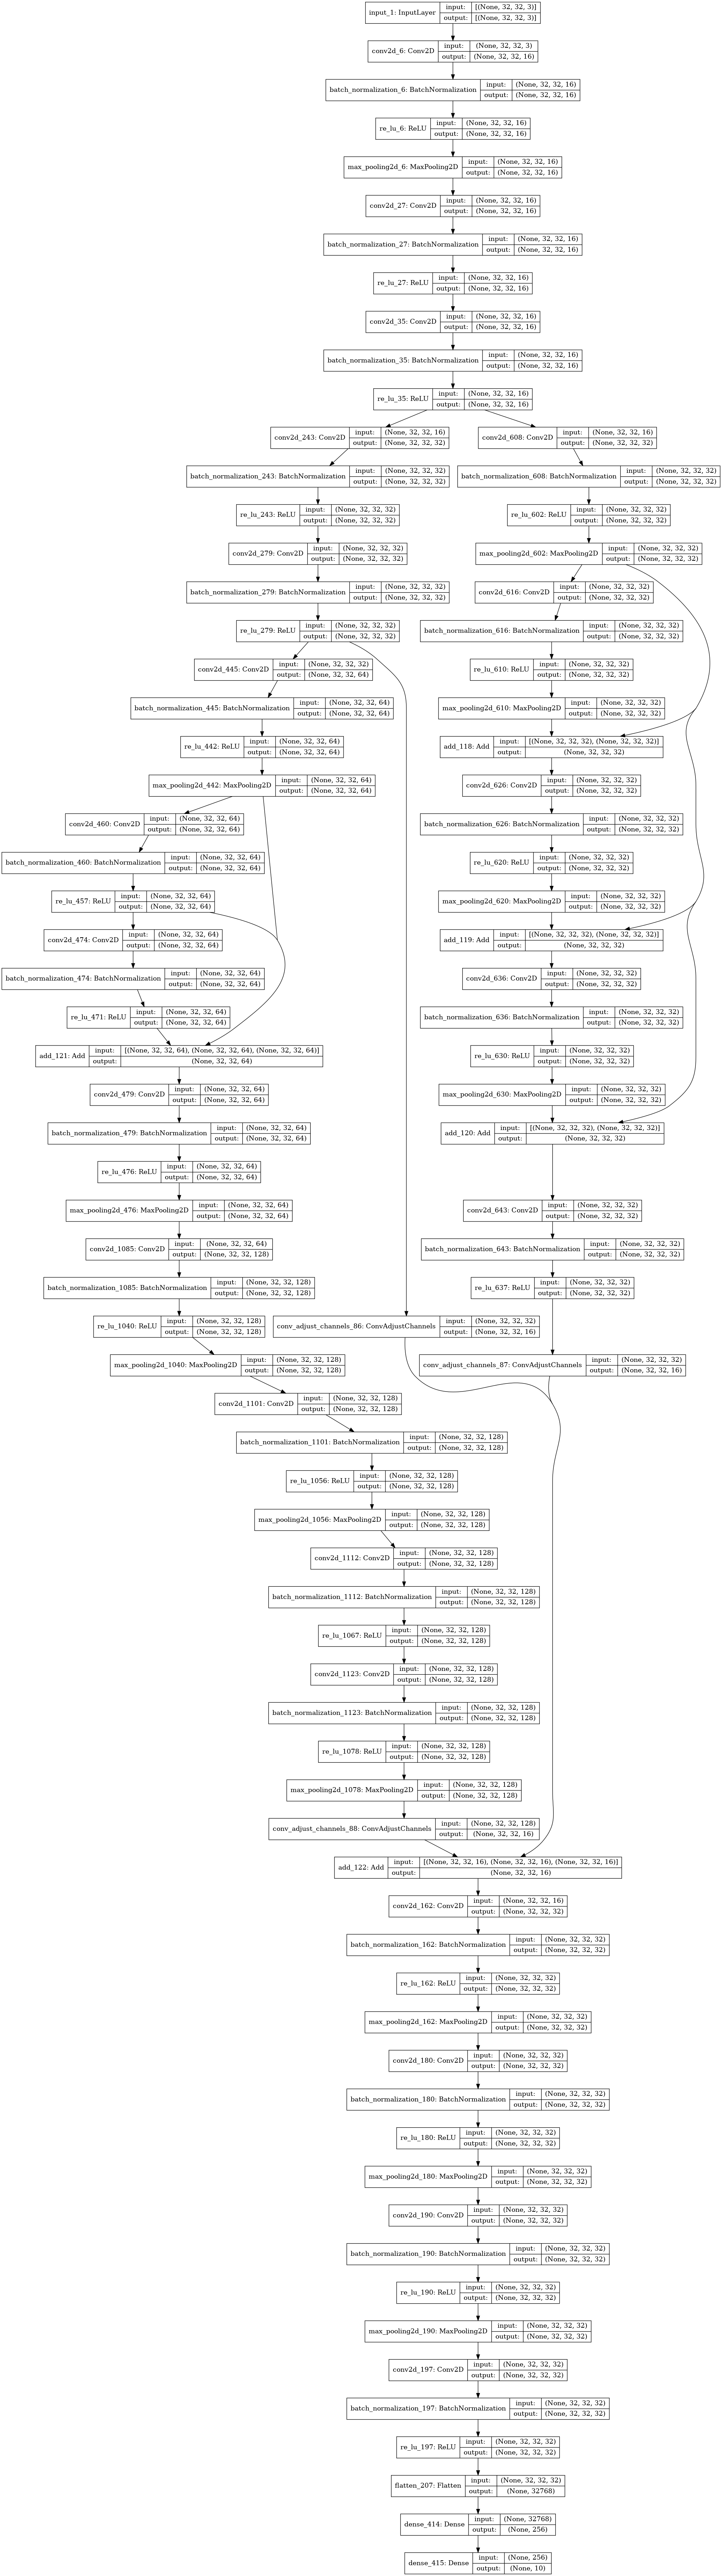 input_1: InputLayer
input: [(None, 32, 32, 3)]
output: [(None, 32, 32, 3)]
conv2d_6: Conv2D
input: (None, 32, 32, 3)
output: (None, 32, 32, 16)
batch_normalization_6: BatchNormalization
input: (None, 32, 32, 16)
output: (None, 32, 32, 16)
re_lu_6: ReLU
input: (None, 32, 32, 16)
output: (None, 32, 32, 16)
max_pooling2d_6: MaxPooling2D
input: (None, 32, 32, 16)
output: (None, 32, 32, 16)
conv2d_27: Conv2D
input: (None, 32, 32, 16)
output: (None, 32, 32, 16)
batch_normalization_27: BatchNormalization
input: (None, 32, 32, 16)
output: (None, 32, 32, 16)
re_lu_27: ReLU
input: (None, 32, 32, 16)
output: (None, 32, 32, 16)
conv2d_35: Conv2D
input: (None, 32, 32, 16)
output: (None, 32, 32, 16)
batch_normalization_35: BatchNormalization
input: (None, 32, 32, 16)
output: (None, 32, 32, 16)
re_lu_35: ReLU
input: (None, 32, 32, 16)
output: (None, 32, 32, 16)
conv2d_243: Conv2D
input: (None, 32, 32, 16)
output: (None, 32, 32, 32)
conv2d_608: Conv2D
input: (None, 32, 32, 16)
output: (None, 32, 32, 32)
batch_normalization_243: BatchNormalization
input: (None, 32, 32, 32)
output: (None, 32, 32, 32)
batch_normalization_608: BatchNormalization
input: (None, 32, 32, 32)
output: (None, 32, 32, 32)
re_lu_243: ReLU
input: (None, 32, 32, 32)
output: (None, 32, 32, 32)
re_lu_602: ReLU
input: (None, 32, 32, 32)
output: (None, 32, 32, 32)
conv2d_279: Conv2D
input: (None, 32, 32, 32)
output: (None, 32, 32, 32)
max_pooling2d_602: MaxPooling2D
input: (None, 32, 32, 32)
output: (None, 32, 32, 32)
batch_normalization_279: BatchNormalization
input: (None, 32, 32, 32)
output: (None, 32, 32, 32)
conv2d_616: Conv2D
input: (None, 32, 32, 32)
output: (None, 32, 32, 32)
re_lu_279: ReLU
input: (None, 32, 32, 32)
output: (None, 32, 32, 32)
batch_normalization_616: BatchNormalization
input: (None, 32, 32, 32)
output: (None, 32, 32, 32)
conv2d_445: Conv2D
input: (None, 32, 32, 32)
output: (None, 32, 32, 64)
re_lu_610: ReLU
input: (None, 32, 32, 32)
output: (None, 32, 32, 32)
batch_normalization_445: BatchNormalization
input: (None, 32, 32, 64)
output: (None, 32, 32, 64)
max_pooling2d_610: MaxPooling2D
input: (None, 32, 32, 32)
output: (None, 32, 32, 32)
re_lu_442: ReLU
input: (None, 32, 32, 64)
output: (None, 32, 32, 64)
add_118: Add
input: [(None, 32, 32, 32), (None, 32, 32, 32)]
output: (None, 32, 32, 32)
max_pooling2d_442: MaxPooling2D
input: (None, 32, 32, 64)
output: (None, 32, 32, 64)
conv2d_626: Conv2D
input: (None, 32, 32, 32)
output: (None, 32, 32, 32)
conv2d_460: Conv2D
input: (None, 32, 32, 64)
output: (None, 32, 32, 64)
batch_normalization_626: BatchNormalization
input: (None, 32, 32, 32)
output: (None, 32, 32, 32)
batch_normalization_460: BatchNormalization
input: (None, 32, 32, 64)
output: (None, 32, 32, 64)
re_lu_620: ReLU
input: (None, 32, 32, 32)
output: (None, 32, 32, 32)
re_lu_457: ReLU
input: (None, 32, 32, 64)
output: (None, 32, 32, 64)
max_pooling2d_620: MaxPooling2D
input: (None, 32, 32, 32)
output: (None, 32, 32, 32)
conv2d_474: Conv2D
input: (None, 32, 32, 64)
output: (None, 32, 32, 64)
add_119: Add
input: [(None, 32, 32, 32), (None, 32, 32, 32)]
output: (None, 32, 32, 32)
batch_normalization_474: BatchNormalization
input: (None, 32, 32, 64)
output: (None, 32, 32, 64)
conv2d_636: Conv2D
input: (None, 32, 32, 32)
output: (None, 32, 32, 32)
re_lu_471: ReLU
input: (None, 32, 32, 64)
output: (None, 32, 32, 64)
batch_normalization_636: BatchNormalization
input: (None, 32, 32, 32)
output: (None, 32, 32, 32)
add_121: Add
input: [(None, 32, 32, 64), (None, 32, 32, 64), (None, 32, 32, 64)]
output: (None, 32, 32, 64)
re_lu_630: ReLU
input: (None, 32, 32, 32)
output: (None, 32, 32, 32)
conv2d_479: Conv2D
input: (None, 32, 32, 64)
output: (None, 32, 32, 64)
max_pooling2d_630: MaxPooling2D
input: (None, 32, 32, 32)
output: (None, 32, 32, 32)
batch_normalization_479: BatchNormalization
input: (None, 32, 32, 64)
output: (None, 32, 32, 64)
add_120: Add
input: [(None, 32, 32, 32), (None, 32, 32, 32)]
output: (None, 32, 32, 32)
re_lu_476: ReLU
input: (None, 32, 32, 64)
output: (None, 32, 32, 64)
max_pooling2d_476: MaxPooling2D
input: (None, 32, 32, 64)
output: (None, 32, 32, 64)
conv2d_643: Conv2D
input: (None, 32, 32, 32)
output: (None, 32, 32, 32)
conv2d_1085: Conv2D
input: (None, 32, 32, 64)
output: (None, 32, 32, 128)
batch_normalization_643: BatchNormalization
input: (None, 32, 32, 32)
output: (None, 32, 32, 32)
batch_normalization_1085: BatchNormalization
input: (None, 32, 32, 128)
output: (None, 32, 32, 128)
re_lu_637: ReLU
input: (None, 32, 32, 32)
output: (None, 32, 32, 32)
re_lu_1040: ReLU
input: (None, 32, 32, 128)
output: (None, 32, 32, 128)
conv_adjust_channels_86: ConvAdjustChannels
input: (None, 32, 32, 32)
output: (None, 32, 32, 16)
max_pooling2d_1040: MaxPooling2D
input: (None, 32, 32, 128)
output: (None, 32, 32, 128)
conv_adjust_channels_87: ConvAdjustChannels
input: (None, 32, 32, 32)
output: (None, 32, 32, 16)
conv2d_1101: Conv2D
input: (None, 32, 32, 128)
output: (None, 32, 32, 128)
batch_normalization_1101: BatchNormalization
input: (None, 32, 32, 128)
output: (None, 32, 32, 128)
re_lu_1056: ReLU
input: (None, 32, 32, 128)
output: (None, 32, 32, 128)
max_pooling2d_1056: MaxPooling2D
input: (None, 32, 32, 128)
output: (None, 32, 32, 128)
conv2d_1112: Conv2D
input: (None, 32, 32, 128)
output: (None, 32, 32, 128)
batch_normalization_1112: BatchNormalization
input: (None, 32, 32, 128)
output: (None, 32, 32, 128)
re_lu_1067: ReLU
input: (None, 32, 32, 128)
output: (None, 32, 32, 128)
conv2d_1123: Conv2D
input: (None, 32, 32, 128)
output: (None, 32, 32, 128)
batch_normalization_1123: BatchNormalization
input: (None, 32, 32, 128)
output: (None, 32, 32, 128)
re_lu_1078: ReLU
input: (None, 32, 32, 128)
output: (None, 32, 32, 128)
max_pooling2d_1078: MaxPooling2D
input: (None, 32, 32, 128)
output: (None, 32, 32, 128)
conv_adjust_channels_88: ConvAdjustChannels
input: (None, 32, 32, 128)
output: (None, 32, 32, 16)
add_122: Add
input: [(None, 32, 32, 16), (None, 32, 32, 16), (None, 32, 32, 16)]
output: (None, 32, 32, 16)
conv2d_162: Conv2D
input: (None, 32, 32, 16)
output: (None, 32, 32, 32)
batch_normalization_162: BatchNormalization
input: (None, 32, 32, 32)
output: (None, 32, 32, 32)
re_lu_162: ReLU
input: (None, 32, 32, 32)
output: (None, 32, 32, 32)
max_pooling2d_162: MaxPooling2D
input: (None, 32, 32, 32)
output: (None, 32, 32, 32)
conv2d_180: Conv2D
input: (None, 32, 32, 32)
output: (None, 32, 32, 32)
batch_normalization_180: BatchNormalization
input: (None, 32, 32, 32)
output: (None, 32, 32, 32)
re_lu_180: ReLU
input: (None, 32, 32, 32)
output: (None, 32, 32, 32)
max_pooling2d_180: MaxPooling2D
input: (None, 32, 32, 32)
output: (None, 32, 32, 32)
conv2d_190: Conv2D
input: (None, 32, 32, 32)
output: (None, 32, 32, 32)
batch_normalization_190: BatchNormalization
input: (None, 32, 32, 32)
output: (None, 32, 32, 32)
re_lu_190: ReLU
input: (None, 32, 32, 32)
output: (None, 32, 32, 32)
max_pooling2d_190: MaxPooling2D
input: (None, 32, 32, 32)
output: (None, 32, 32, 32)
conv2d_197: Conv2D
input: (None, 32, 32, 32)
output: (None, 32, 32, 32)
batch_normalization_197: BatchNormalization
input: (None, 32, 32, 32)
output: (None, 32, 32, 32)
re_lu_197: ReLU
input: (None, 32, 32, 32)
output: (None, 32, 32, 32)
flatten_207: Flatten
input: (None, 32, 32, 32)
output: (None, 32768)
dense_414: Dense
input: (None, 32768)
output: (None, 256)
dense_415: Dense
input: (None, 256)
output: (None, 10)